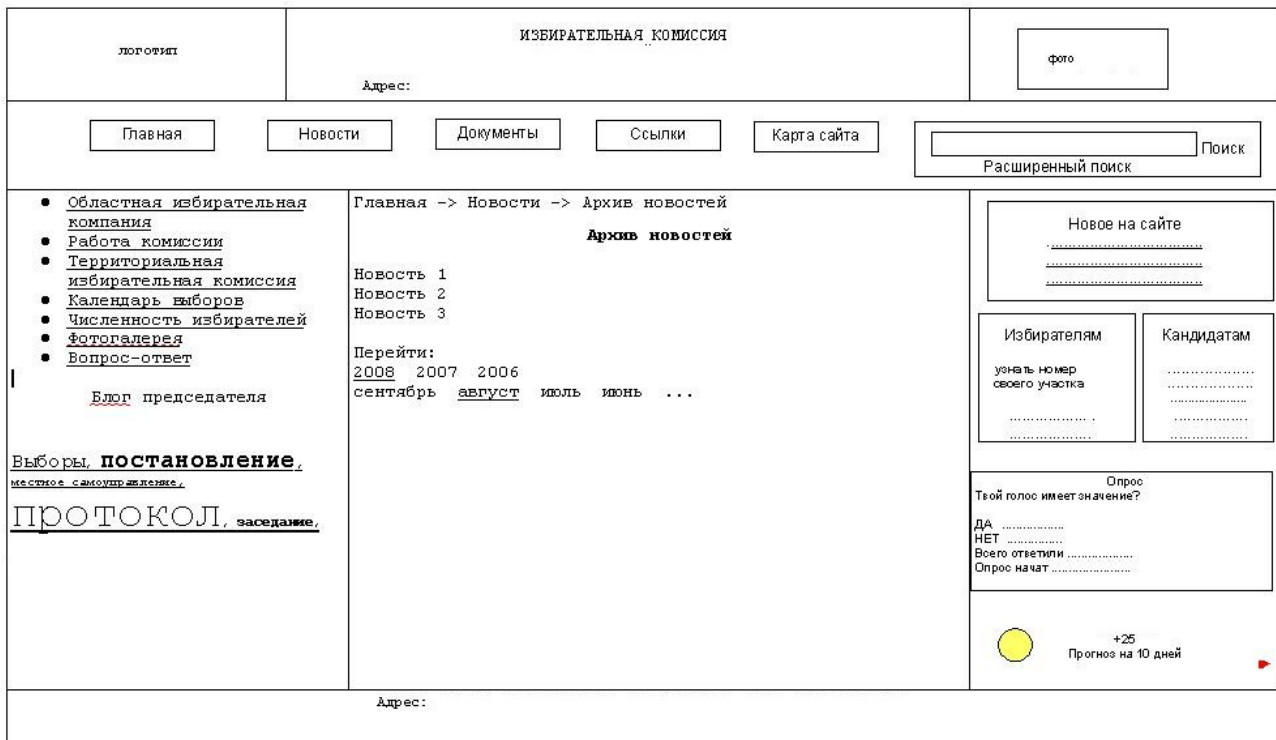 логотип
ИЗБИРАТЕЛЬНАЯ КОМИССИЯ
Адрес:
фото
Главная
Новости
Документы
Ссылки
Карта сайта
Поиск
Расширенный поиск
Областная избирательная
компания
Работа комиссии
Территориальная
избирательная комиссия
Календарь выборов
Численность избирателей
Фотогалерея
Вопрос-ответ
Блог председателя
Выборы, постановление,
местное самоуправление,
протокол, заседание,
Главная -> Новости -> Архив новостей
Архив новостей
Новость 1
Новость 2
Новость 3
Перейти:
2008 2007 2006
сентябрь август июль июнь ...
Новое на сайте
Избирателям
узнать номер
своего участка
Кандидатам
Опрос
Твой голос имеет значение?
ДА ..................
НЕТ ................
Всего ответили ...................
Опрос начат .......................
+25
Прогноз на 10 дней
Адрес: